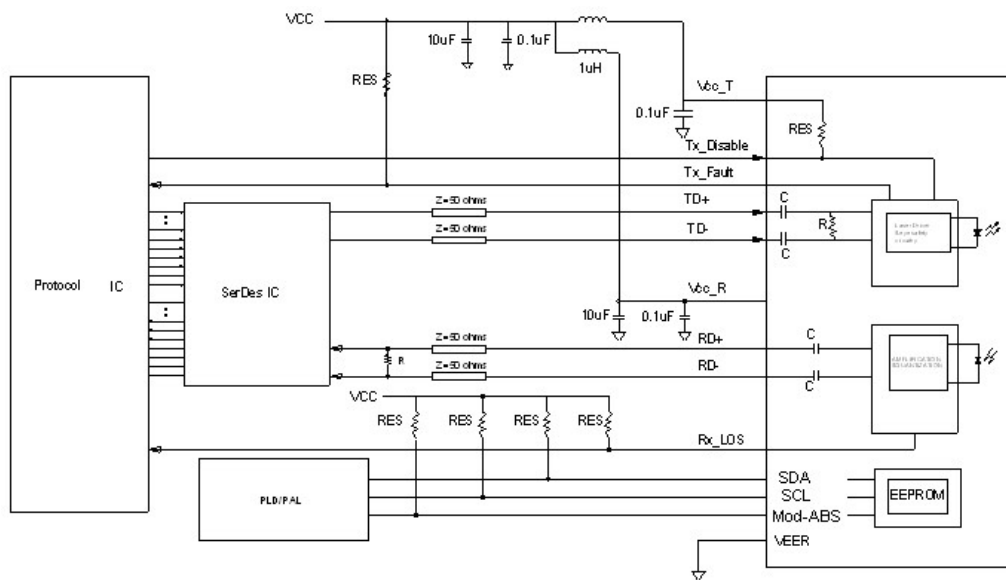 VCC
10uF
0.1uF
1uH
RES
Vcc_T
0.1uF
RES
Tx_Disable
Tx_Fault
Z=50 ohms
TD+
C
R
Z=50 ohms
TD-
C
Protocol IC
SerDes IC
Vcc_R
10uF
0.1uF
Z=50 ohms
RD+
C
R
Z=50 ohms
RD-
C
AMPLIFICATION
VCC
RES
RES
RES
RES
Rx_LOS
PLD/PAL
SDA
SCL
Mod-ABS
EEPROM
VEER